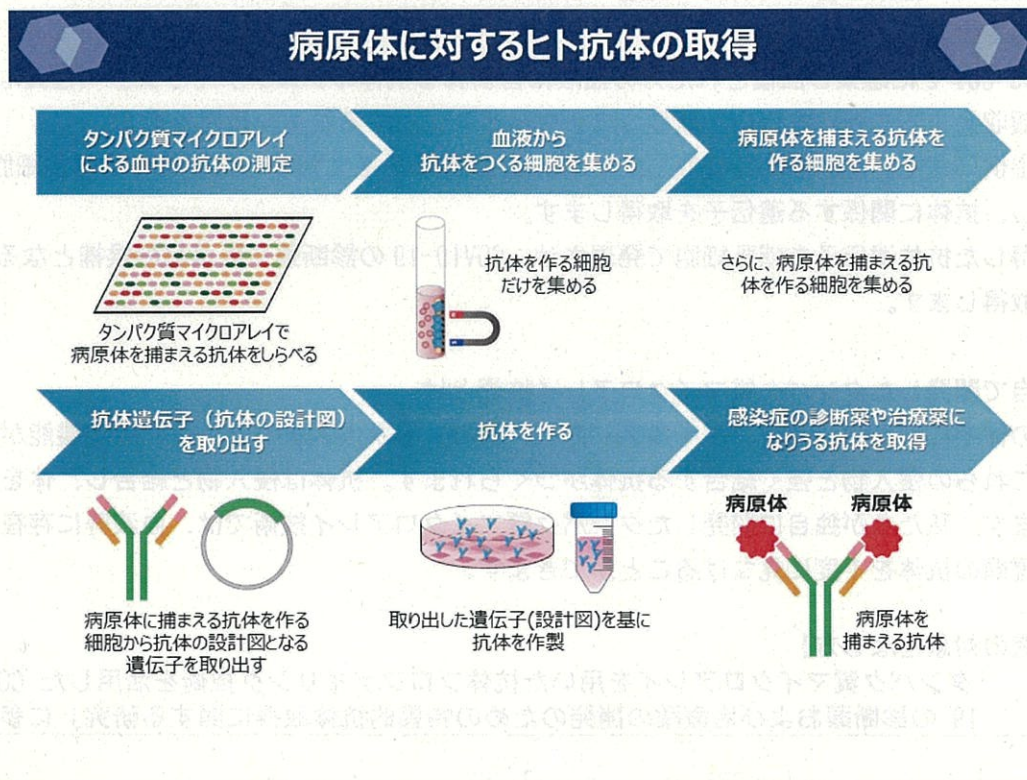 病原体に対するヒト抗体の取得
タンパク質マイクロアレイ
による血中の抗体の測定
血液から
抗体をつくる細胞を集める
病原体を捕まえる抗体を
作る細胞を集める
抗体を作る細胞
だけを集める
さらに、病原体を捕まえる抗
体を作る細胞を集める
タンパク質マイクロアレイで
病原体を捕まえる抗体をしらべる
抗体遺伝子（抗体の設計図）
を取り出す
抗体を作る
感染症の診断薬や治療薬に
なりうる抗体を取得
病原体
病原体
病原体に捕まえる抗体を作る
細胞から抗体の設計図となる
遺伝子を取り出す
取り出した遺伝子(設計図)を基に
抗体を作製
病原体を
捕まえる抗体